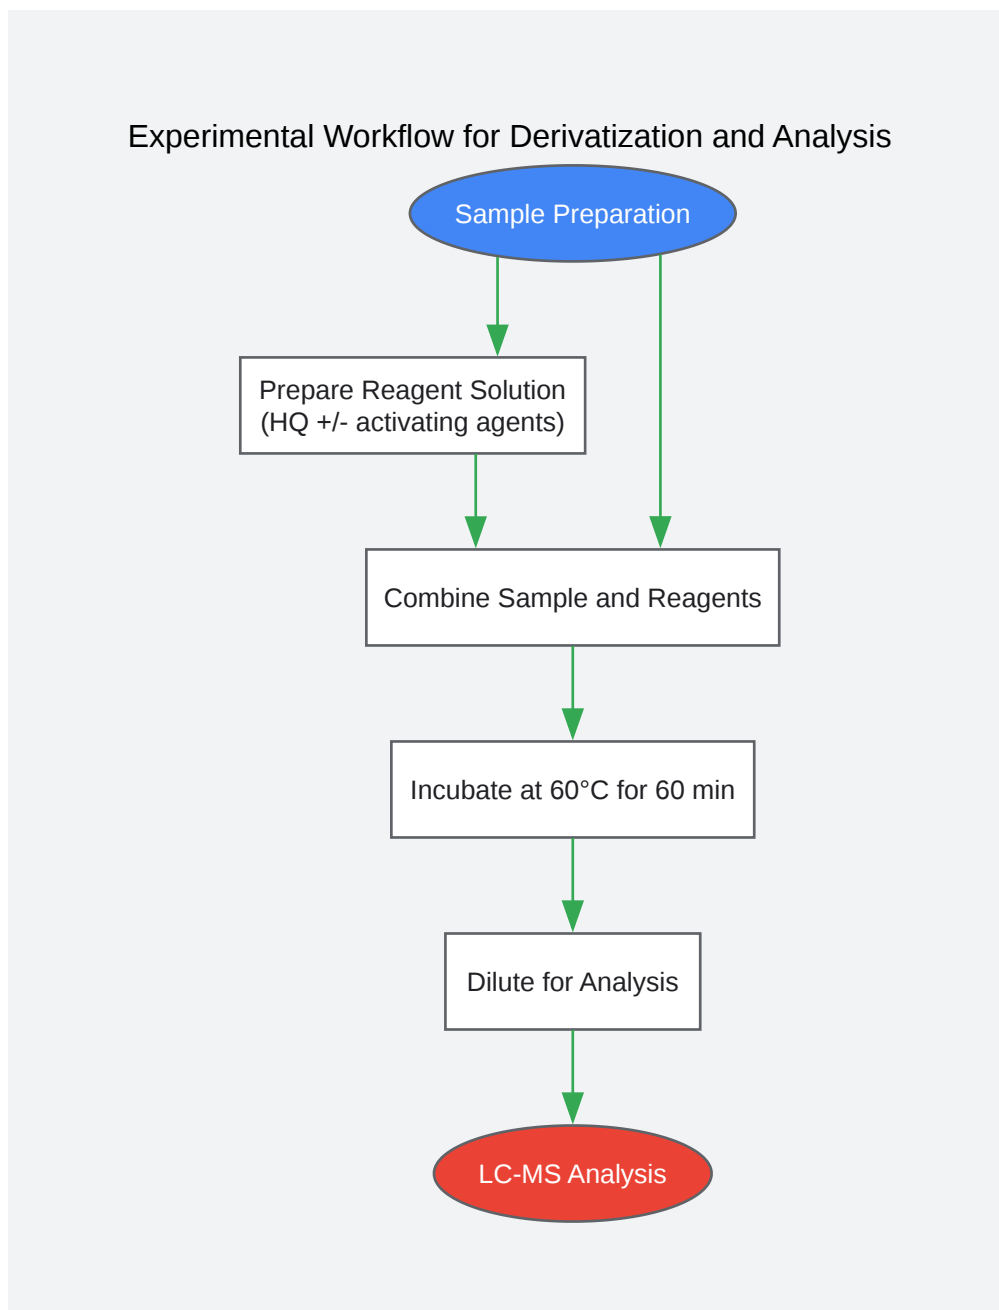 Experimental Workflow for Derivatization and Analysis
Sample Preparation
Prepare Reagent Solution
(HQ +/- activating agents)
Combine Sample and Reagents
Incubate at 60°C for 60 min
Dilute for Analysis
LC-MS Analysis